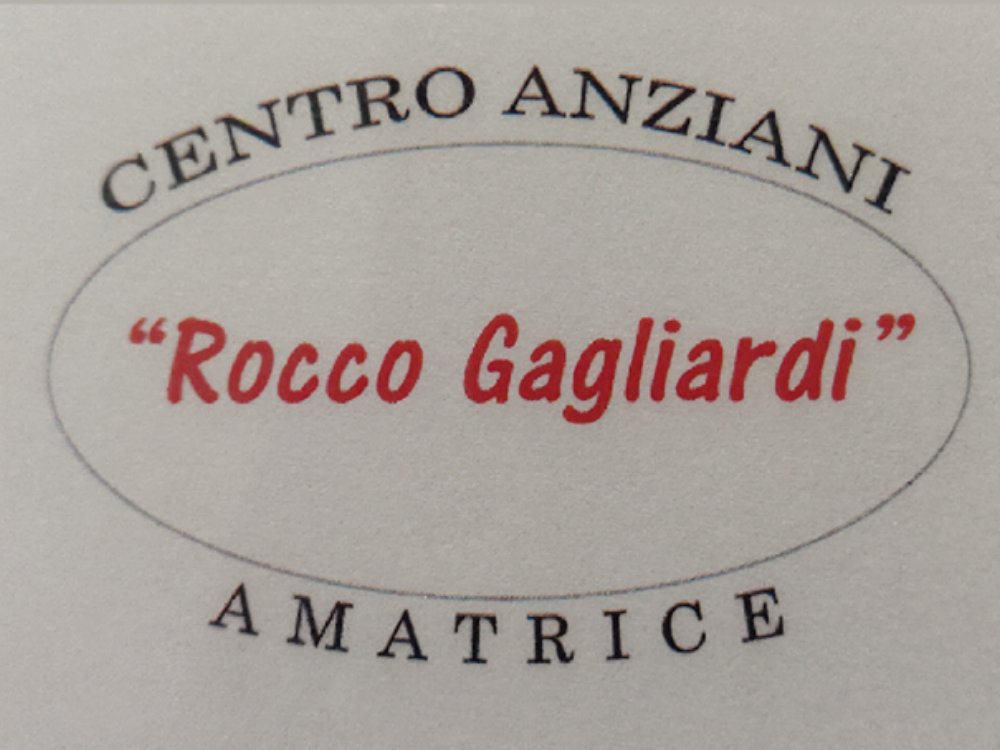 CENTRO ANZIANI
“Rocco Gagliardi”
AMATRICE